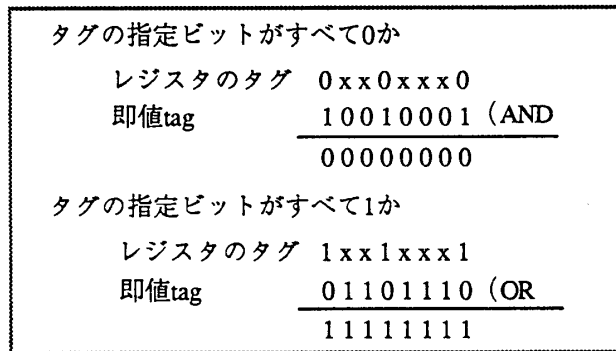 タグの指定ビットがすべて0か
レジスタのタグ 0xx0xxx0
即値tag 10010001 (AND
00000000
タグの指定ビットがすべて1か
レジスタのタグ 1xx1xxx1
即値tag 01101110 (OR
11111111